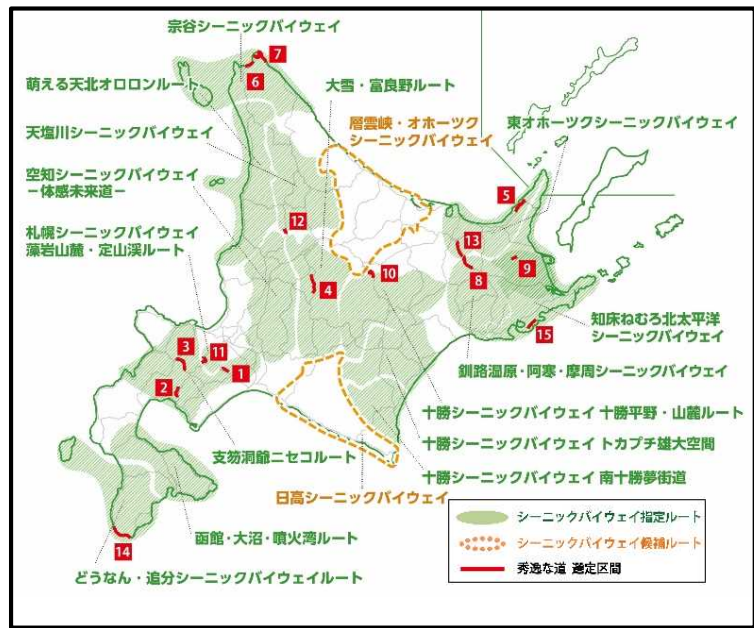 宗谷シーニックバイウェイ
7
6
萌える天北オロロンルート
大雪・富良野ルート
天塩川シーニックバイウェイ
層雲峡・オホーツク
シーニックバイウェイ
東オホーツクシーニックバイウェイ
空知シーニックバイウェイ
－体感未来道－
5
札幌シーニックバイウェイ
藻岩山麓・定山渓ルート
12
13
10
9
4
8
知床ねむろ北太平洋
シーニックバイウェイ
15
3
11
1
2
釧路湿原・阿寒・摩周シーニックバイウェイ
十勝シーニックバイウェイ 十勝平野・山麓ルート
支笏洞爺ニセコルート
十勝シーニックバイウェイ トカプチ雄大空間
十勝シーニックバイウェイ 南十勝夢街道
日高シーニックバイウェイ
函館・大沼・噴火湾ルート
14
どうなん・追分シーニックバイウェイルート
シーニックバイウェイ指定ルート
シーニックバイウェイ候補ルート
秀逸な道 選定区間